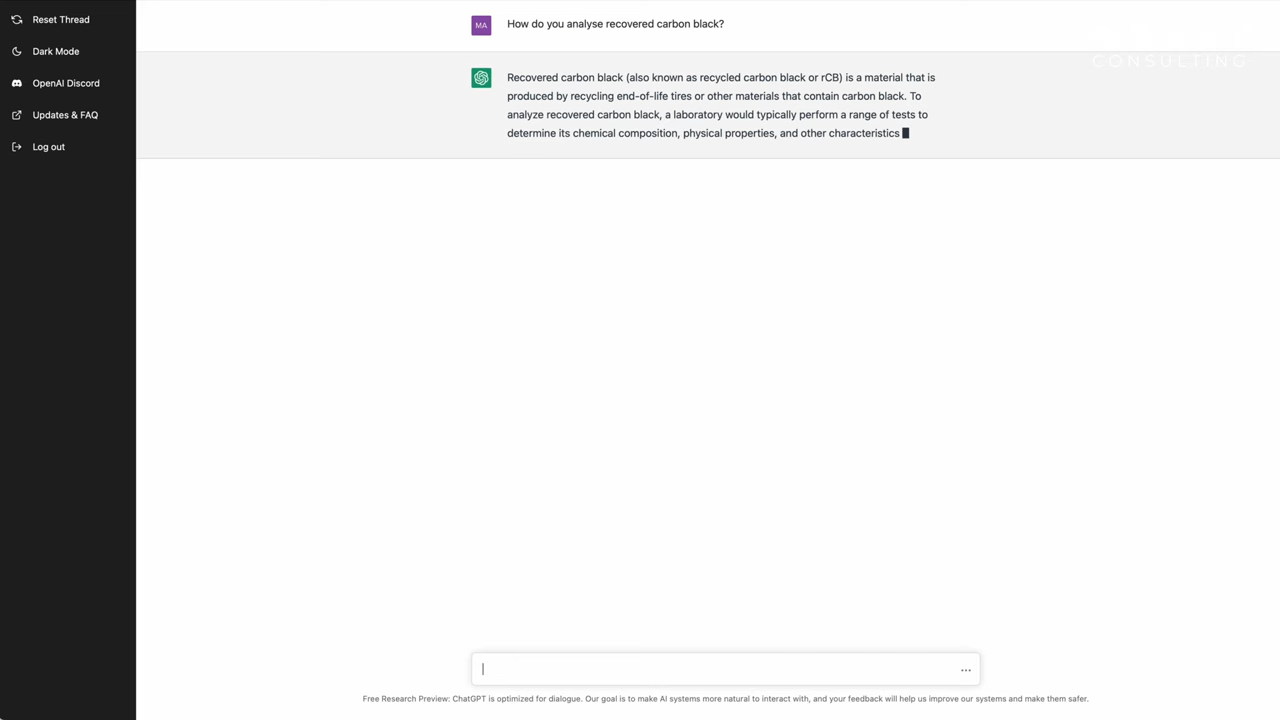 Reset Thread
Dark Mode
OpenAI Discord
Updates & FAQ
Log out
MA
How do you analyse recovered carbon black?
CONSULTING
Recovered carbon black (also known as recycled carbon black or rCB) is a material that is
produced by recycling end-of-life tires or other materials that contain carbon black. To
analyze recovered carbon black, a laboratory would typically perform a range of tests to
determine its chemical composition, physical properties, and other characteristics
Free Research Preview: ChatGPT is optimized for dialogue. Our goal is to make AI systems more natural to interact with, and your feedback will help us improve our systems and make them safer.